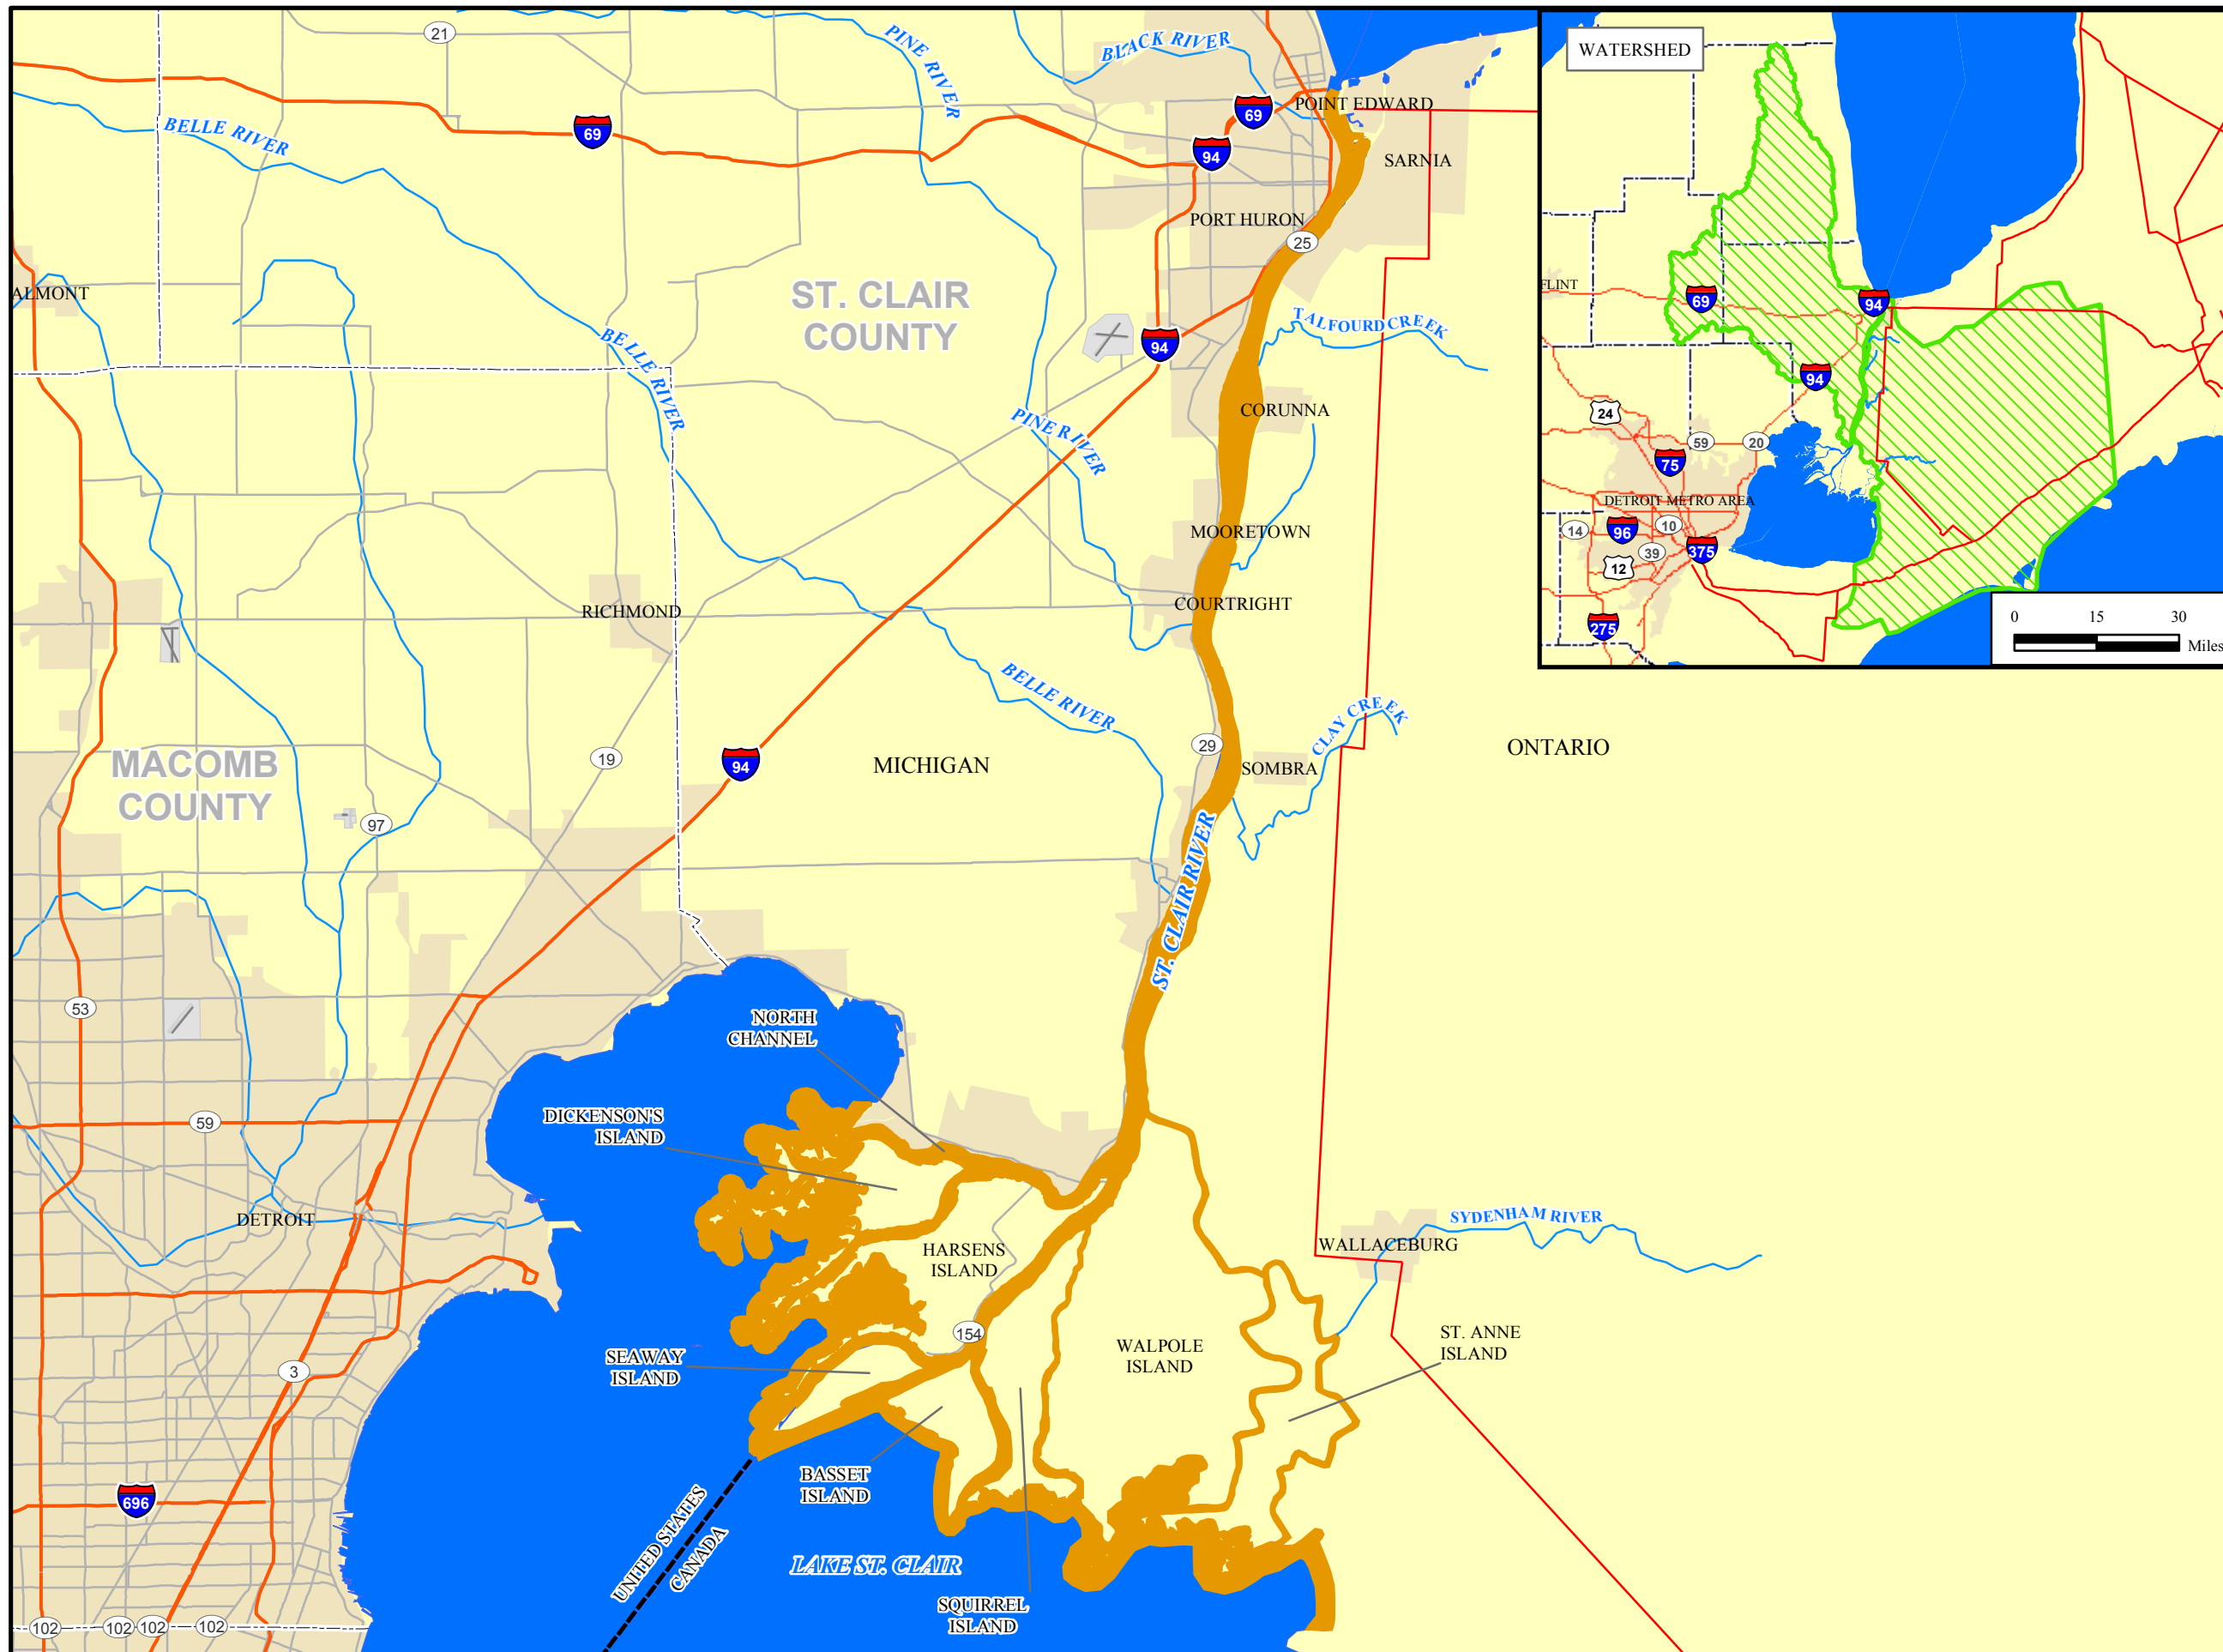 21
PINE RIVER
BLACK RIVER
BELLE RIVER
69
69
94
POINT EDWARD
SARNIA
PORT HURON
25
ALMONT
ST. CLAIR
COUNTY
94
TALFOURD CREEK
BELLE RIVER
PINE RIVER
CORUNNA
MOORETOWN
COURTRIGHT
RICHMOND
BELLE RIVER
CLAY CREEK
29
SOMBRA
ONTARIO
MICHIGAN
19
94
MACOMB
COUNTY
97
ST. CLAIR RIVER
53
NORTH
CHANNEL
DICKENSON'S
ISLAND
59
DETROIT
HARSENS
ISLAND
SYDENHAM RIVER
WALLACEBURG
154
WALPOLE
ISLAND
ST. ANNE
ISLAND
SEAWAY
ISLAND
3
BASSET
ISLAND
696
UNITED STATES
CANADA
LAKE ST. CLAIR
SQUIRREL
ISLAND
102
102
102
102
WATERSHED
FLINT
69
94
94
24
59
20
75
DETROIT METRO AREA
14
96
10
39
375
12
275
0 15 30
Miles